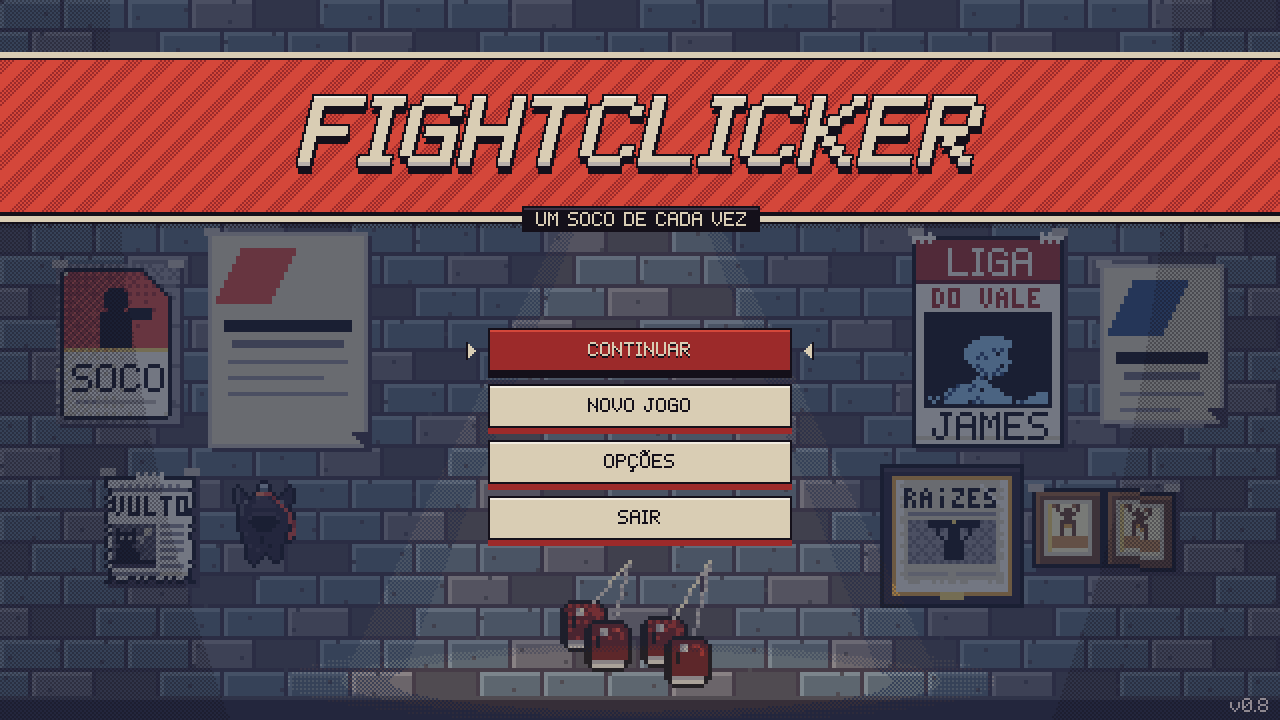 FIGHTCLICKER
UM SOCO DE CADA VEZ
LIGA
DO VALE
JAMES
SOCO
CONTINUAR
NOVO JOGO
OPÇÕES
SAIR
VULTO
RAÍZES
v0.8